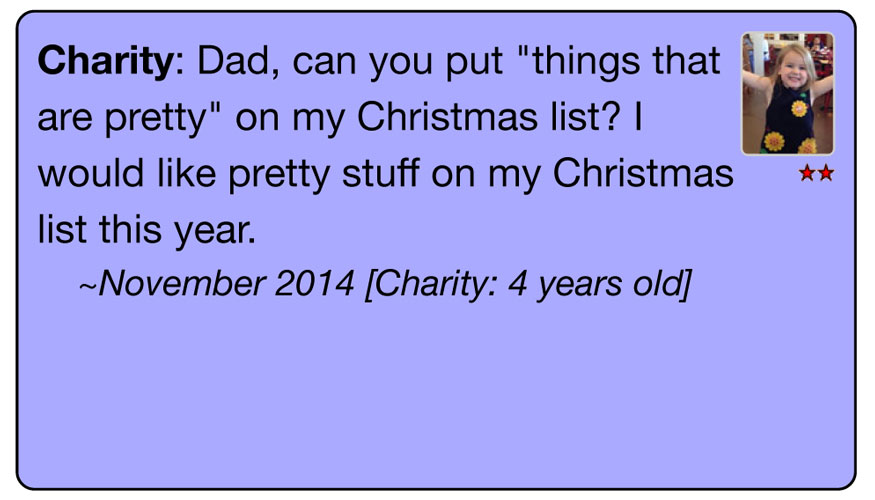 Charity: Dad, can you put "things that
are pretty" on my Christmas list? I
would like pretty stuff on my Christmas
list this year.
~November 2014 [Charity: 4 years old]